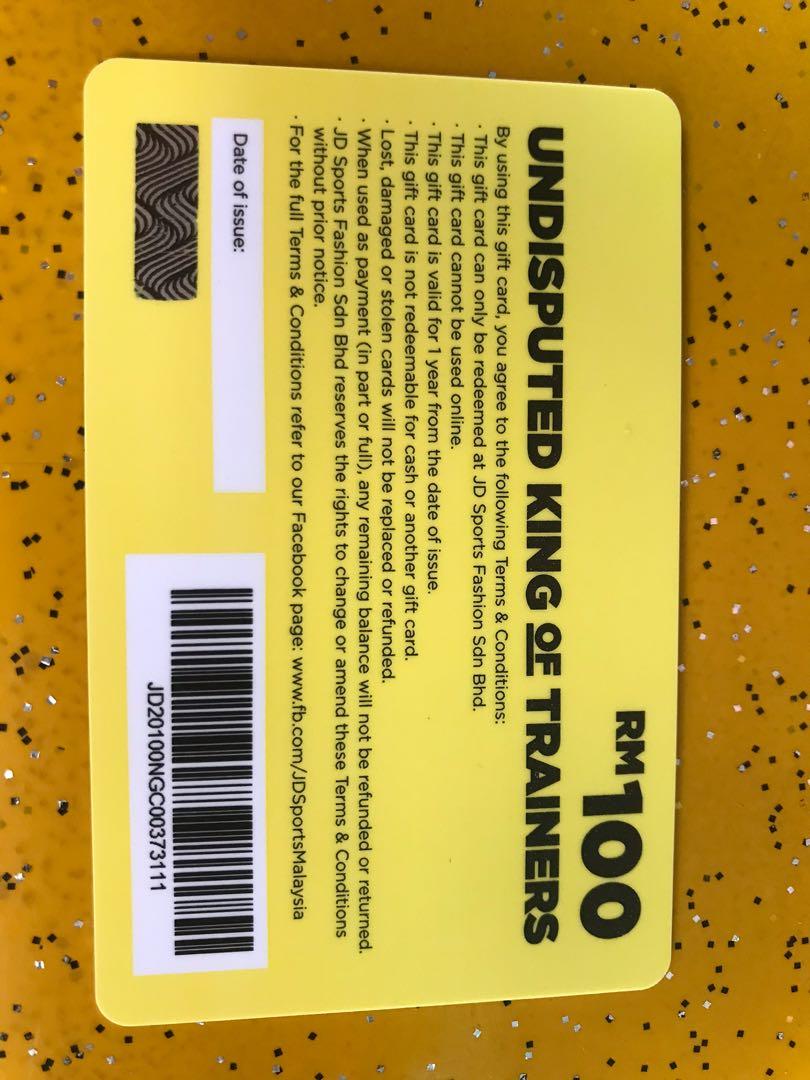 RM100
UNDISPUTED KING OF TRAINERS
By using this gift card, you agree to the following Terms & Conditions:
· This gift card can only be redeemed at JD Sports Fashion Sdn Bhd.
· This gift card cannot be used online.
· This gift card is valid for 1 year from the date of issue.
· This gift card is not redeemable for cash or another gift card.
· Lost, damaged or stolen cards will not be replaced or refunded.
· When used as payment (in part or full), any remaining balance will not be refunded or returned.
· JD Sports Fashion Sdn Bhd reserves the rights to change or amend these Terms & Conditions
without prior notice.
· For the full Terms & Conditions refer to our Facebook page: www.fb.com/JDSportsMalaysia
Date of issue:
JD20100NGC00373111